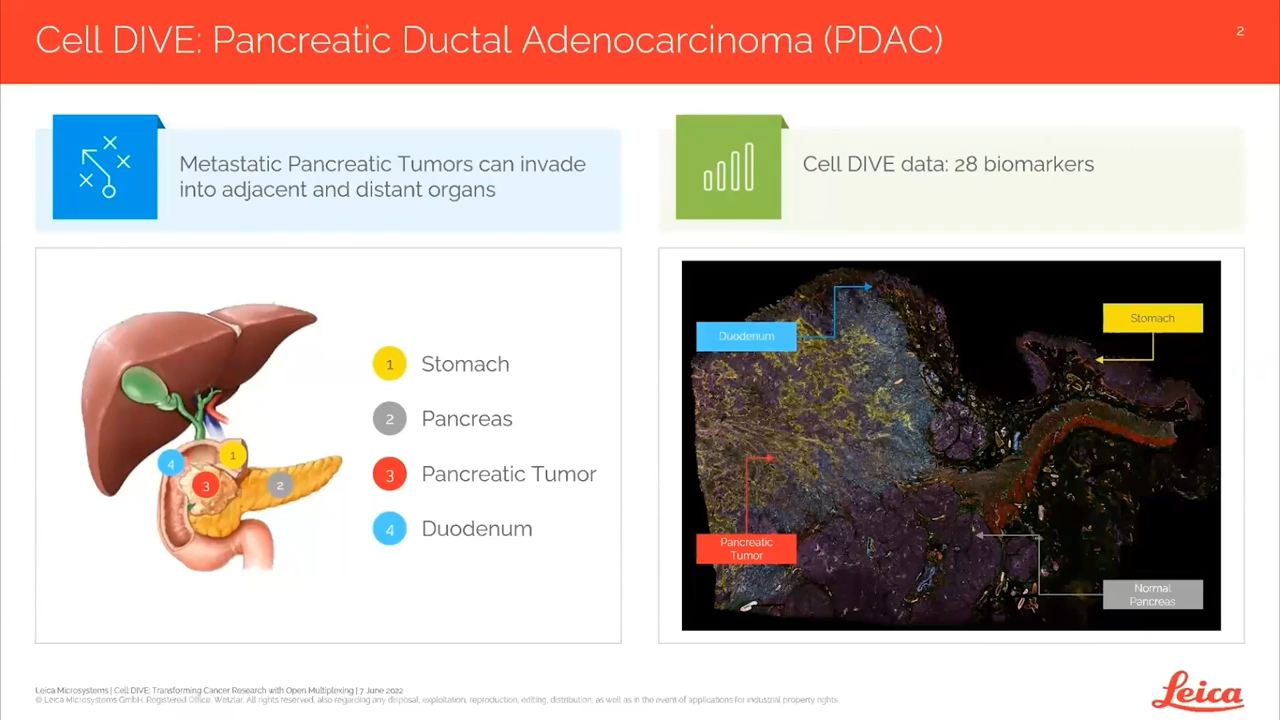 Cell DIVE: Pancreatic Ductal Adenocarcinoma (PDAC)
2
Metastatic Pancreatic Tumors can invade
into adjacent and distant organs
Cell DIVE data: 28 biomarkers
1 Stomach
2 Pancreas
3 Pancreatic Tumor
4 Duodenum
4
1
3
2
Duodenum
Stomach
Pancreatic
Tumor
Normal
Pancreas
Leica Microsystems | Cell DIVE: Transforming Cancer Research with Open Multiplexing | 7 June 2022
© Leica Microsystems GmbH. Registered Office: Wetzlar. All rights reserved, also regarding any disposal, exploitation, reproduction, editing, distribution, as well as in the event of applications for industrial property rights
Leica